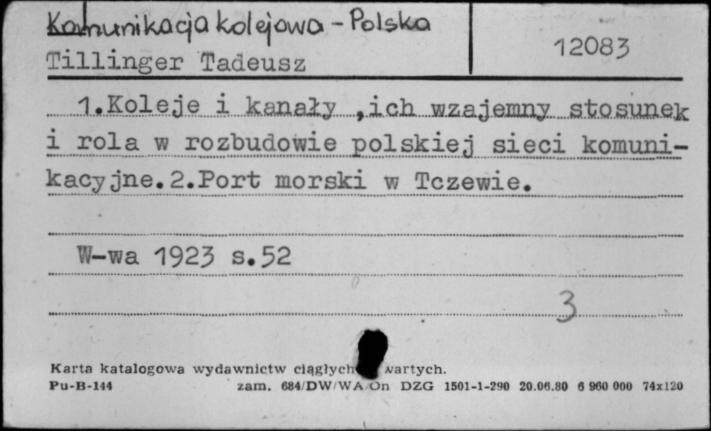 Komunikacja kolejowa - Polska
12083
Tillinger Tadeusz
1.Koleje i kanały ,ich wzajemny stosunek
i rola w rozbudowie polskiej sieci komuni-
kacyjne.2.Port morski w Tczewie.
W-wa 1923 s.52
3
Karta katalogowa wydawnictw ciągłych wartych.
Pu-B-144 zam. 684/DW/WA On DZG 1501-1-290 20.06.80 6 960 000 74x120